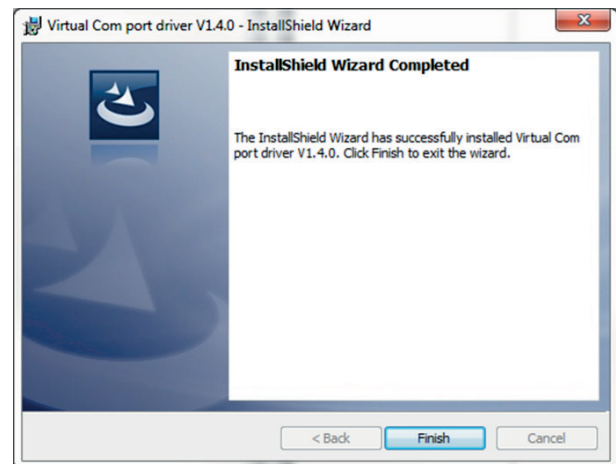 Virtual Com port driver V1.4.0 - InstallShield Wizard
InstallShield Wizard Completed
The InstallShield Wizard has successfully installed Virtual Com
port driver V1.4.0. Click Finish to exit the wizard.
< Back
Finish
Cancel